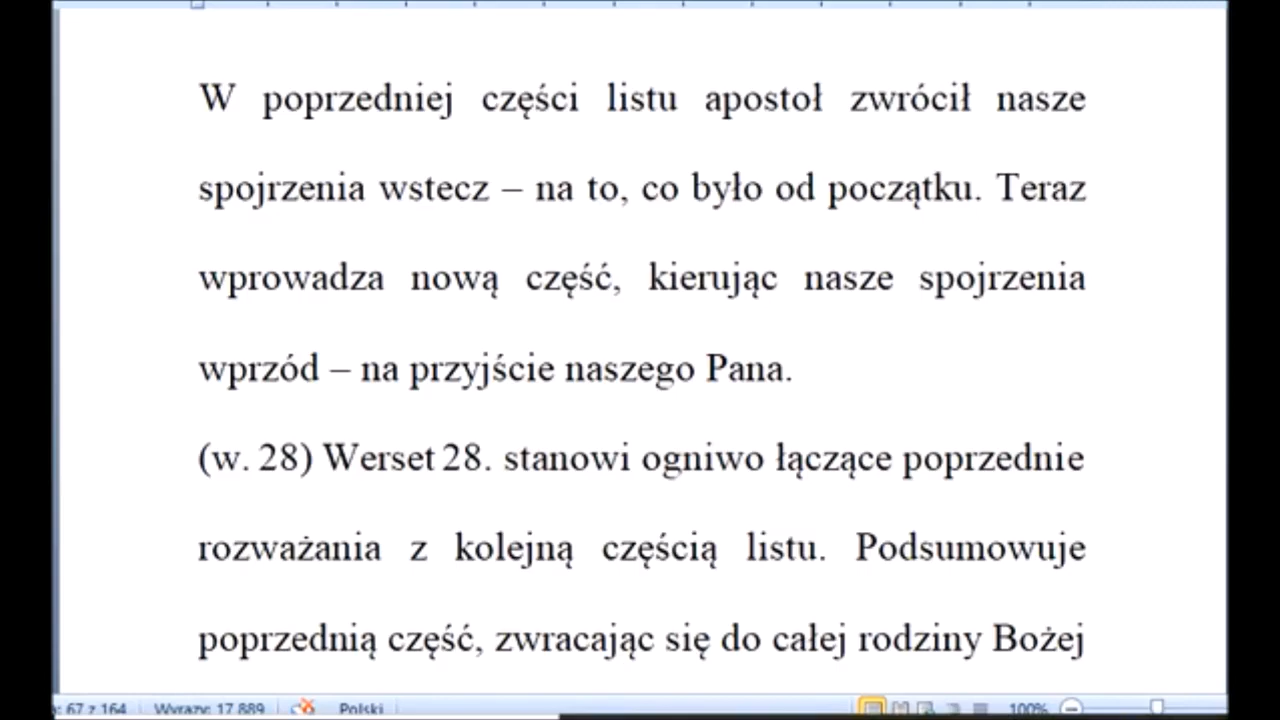 W poprzedniej części listu apostoł zwrócił nasze
spojrzenia wstecz – na to, co było od początku. Teraz
wprowadza nową część, kierując nasze spojrzenia
wprzód – na przyjście naszego Pana.
(w. 28) Werset 28. stanowi ogniwo łączące poprzednie
rozważania z kolejną częścią listu. Podsumowuje
poprzednią część, zwracając się do całej rodziny Bożej
: 67 z 164 Wyrazy: 17 889 Polski 100%